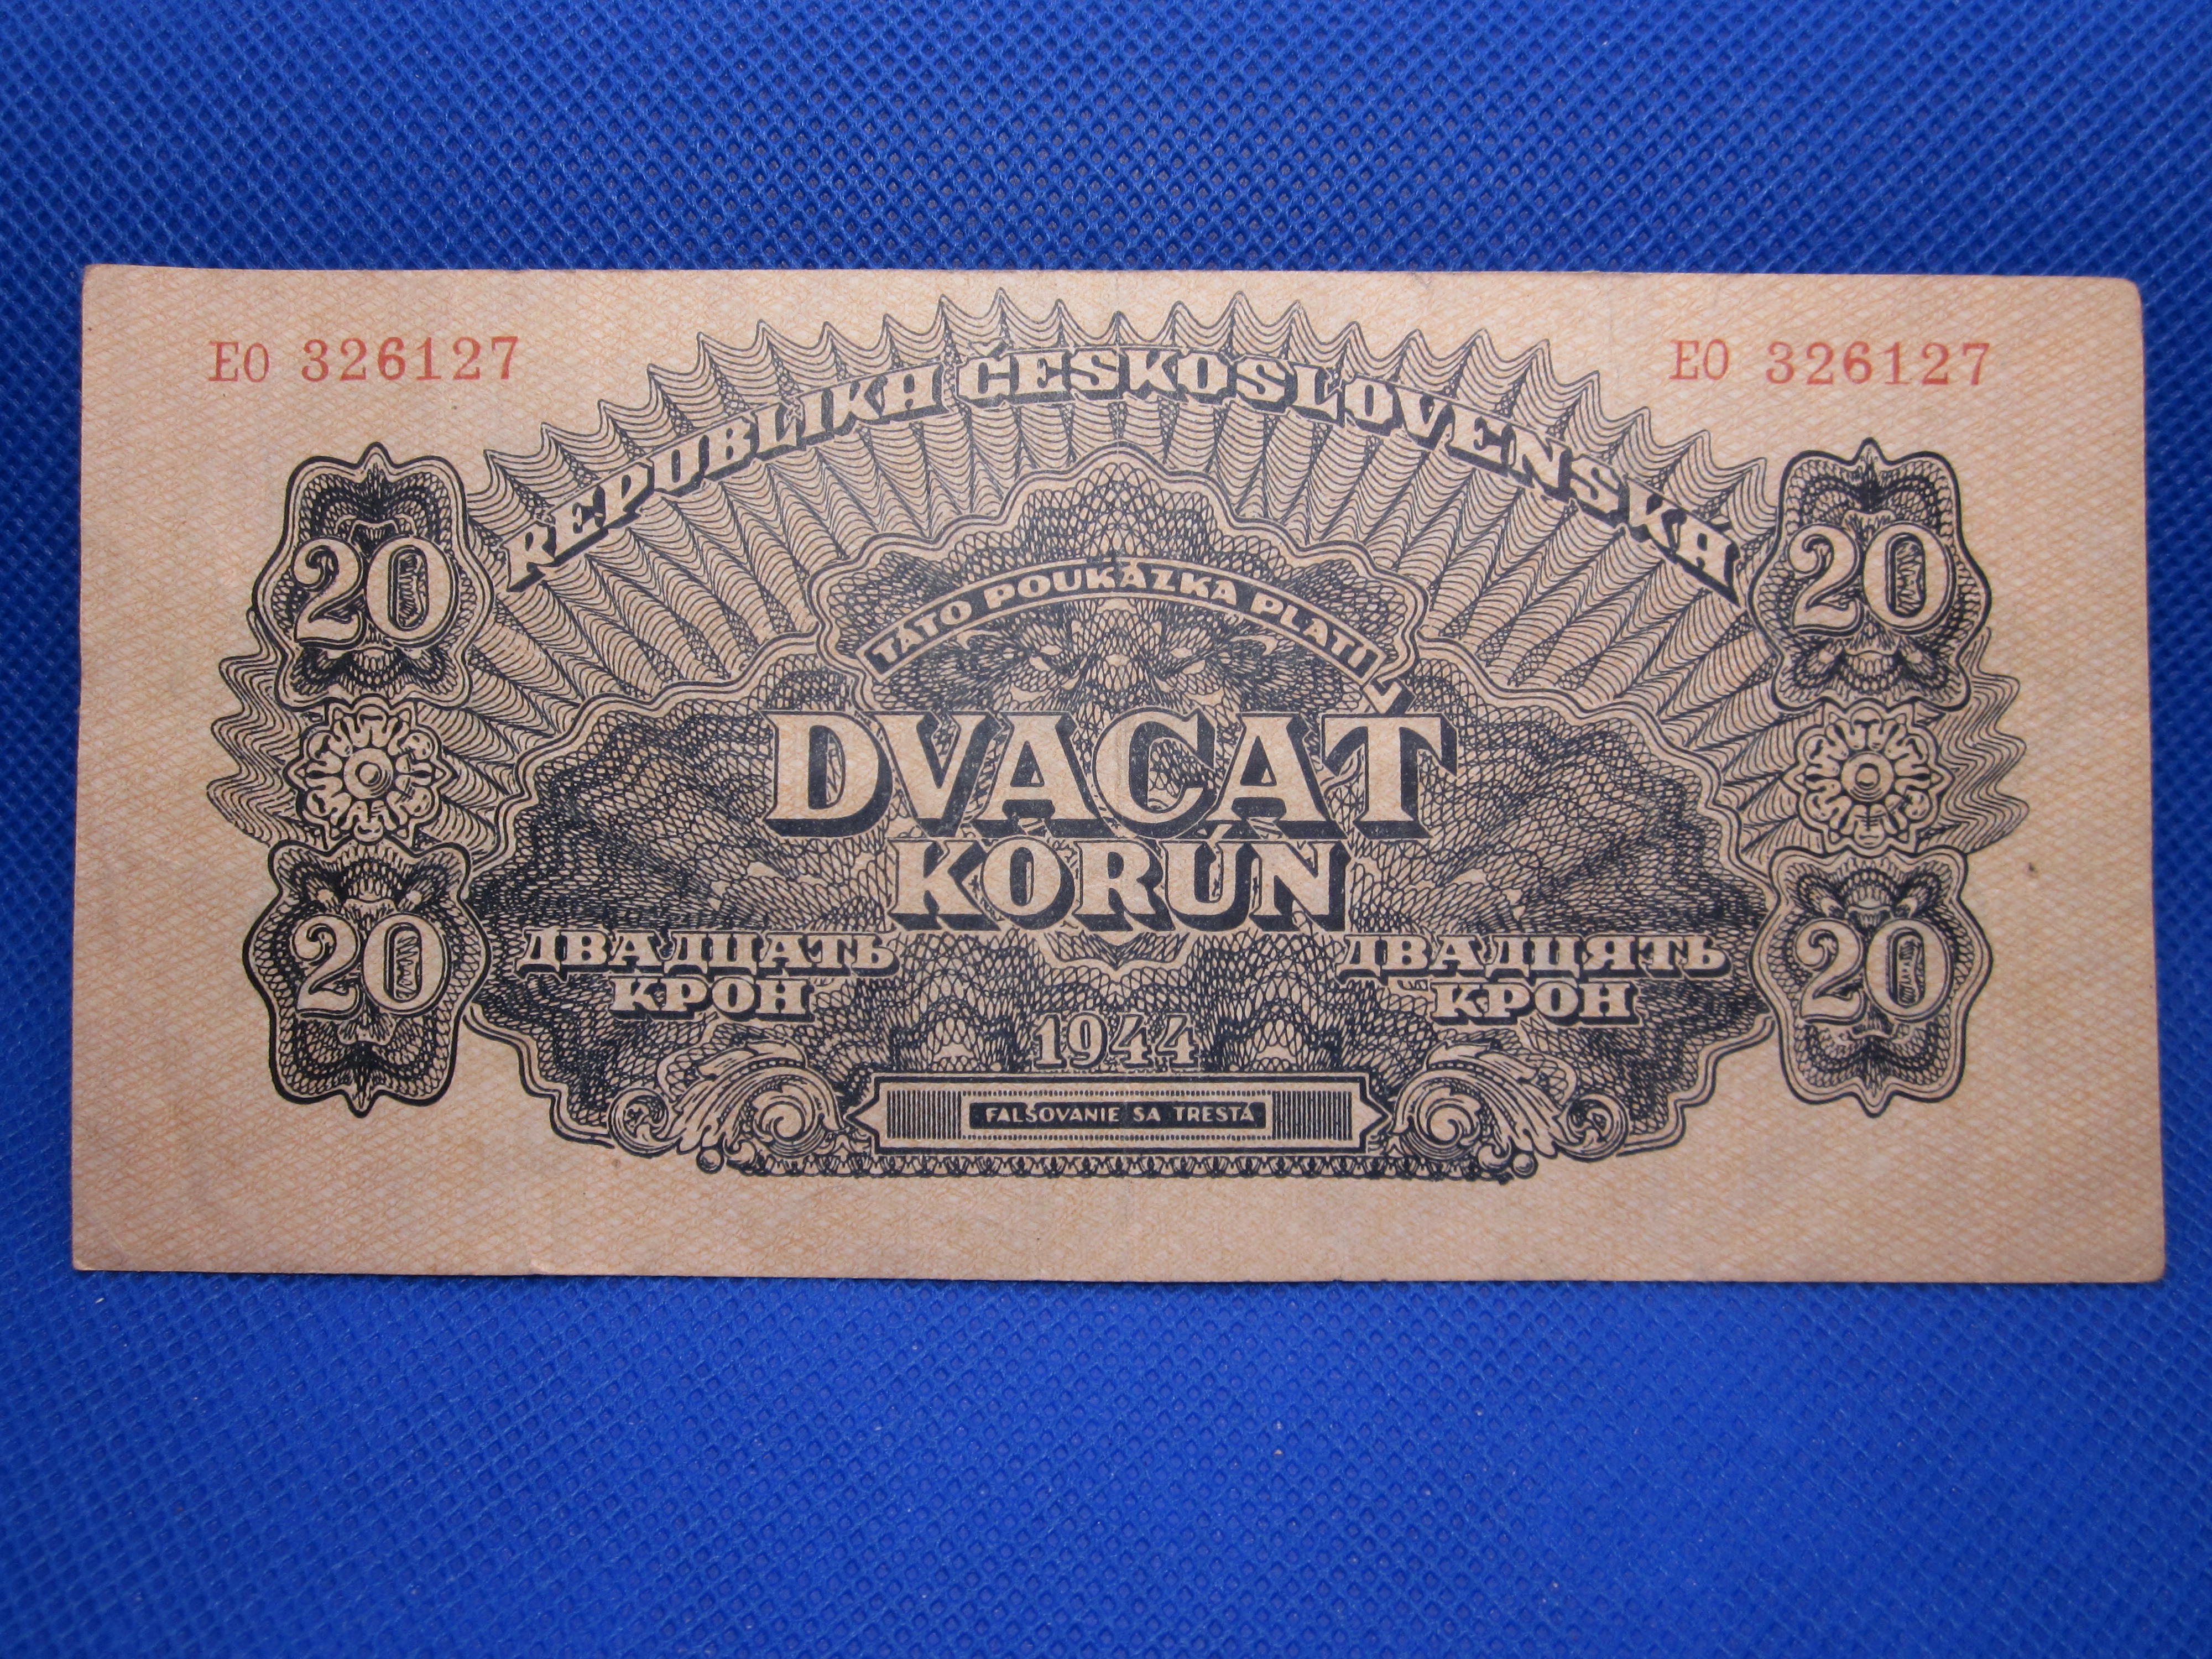 EO 326127
EO 326127
REPUBLIKA ČESKOSLOVENSKÁ
20
20
TÁTO POUKÁZKA PLATÍ
DVACAŤ
KORÚN
20
20
ДВАДЦАТЬ
КРОН
ДВАДЦЯТЬ
КРОН
1944
FALŠOVANIE SA TRESTÁ